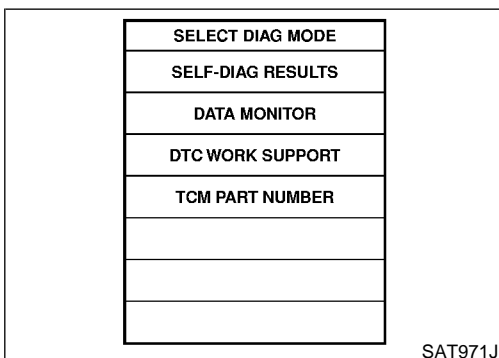 SELECT DIAG MODE
SELF-DIAG RESULTS
DATA MONITOR
DTC WORK SUPPORT
TCM PART NUMBER
SAT971J